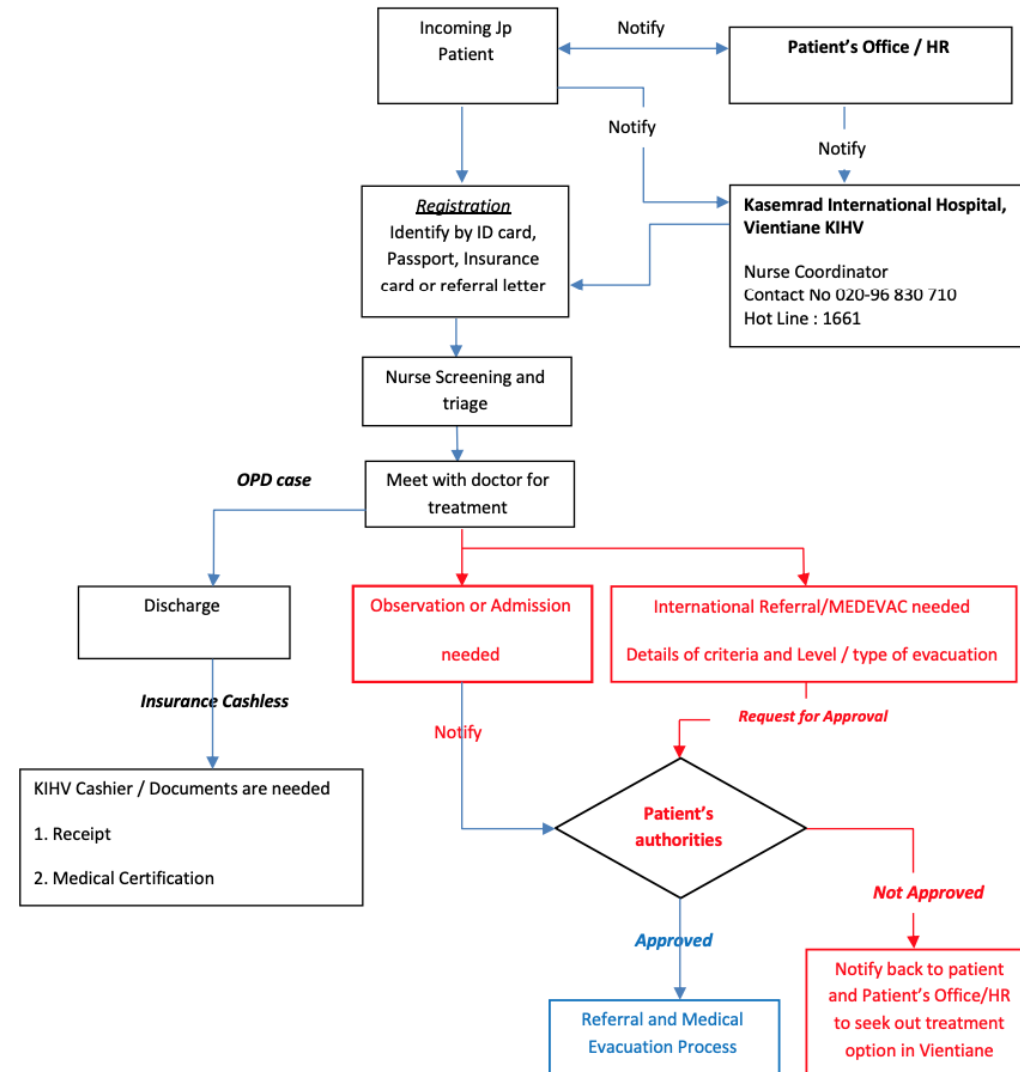 Incoming Jp
Patient
Notify
Patient's Office / HR
Notify
Notify
Registration
Identify by ID card,
Passport, Insurance
card or referral letter
Kasemrad International Hospital,
Vientiane KIHV
Nurse Coordinator
Contact No 020-96 830 710
Hot Line : 1661
Nurse Screening and
triage
OPD case
Meet with doctor for
treatment
Discharge
Observation or Admission
needed
International Referral/MEDEVAC needed
Details of criteria and Level / type of evacuation
Insurance Cashless
Notify
Request for Approval
KIHV Cashier / Documents are needed
1. Receipt
2. Medical Certification
Patient's
authorities
Not Approved
Approved
Referral and Medical
Evacuation Process
Notify back to patient
and Patient's Office/HR
to seek out treatment
option in Vientiane